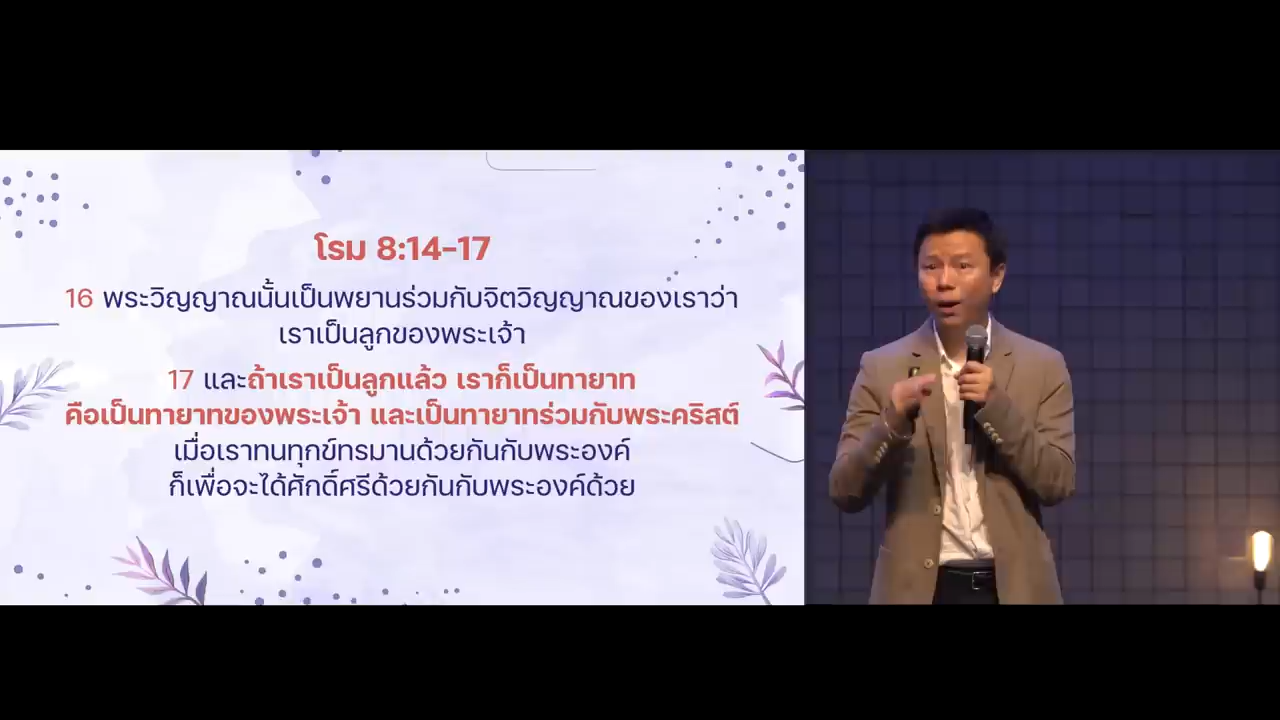 โรม 8:14-17
16 พระวิญญาณนั้นเป็นพยานร่วมกับจิตวิญญาณของเราว่า
เราเป็นลูกของพระเจ้า
17 และถ้าเราเป็นลูกแล้ว เราก็เป็นทายาท
คือเป็นทายาทของพระเจ้า และเป็นทายาทร่วมกับพระคริสต์
เมื่อเราทนทุกข์ทรมานด้วยกันกับพระองค์
ก็เพื่อจะได้ศักดิ์ศรีด้วยกันกับพระองค์ด้วย